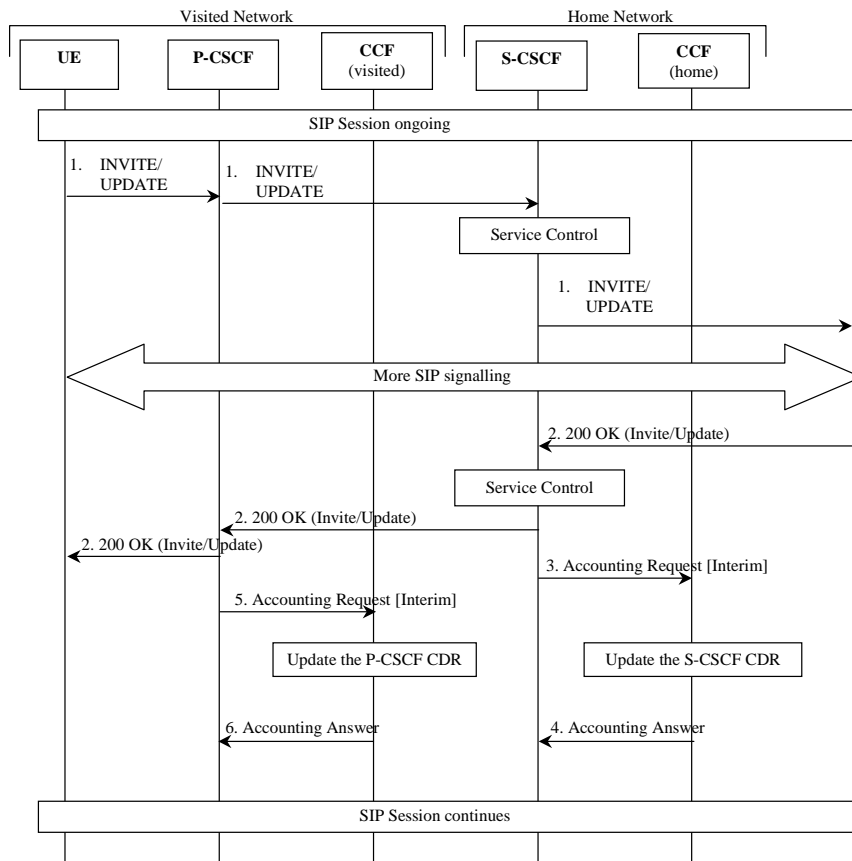 Visited Network
Home Network
UE
P-CSCF
CCF
(visited)
S-CSCF
CCF
(home)
SIP Session ongoing
1. INVITE/
UPDATE
1. INVITE/
UPDATE
Service Control
1. INVITE/
UPDATE
More SIP signalling
2. 200 OK (Invite/Update)
Service Control
2. 200 OK (Invite/Update)
2. 200 OK (Invite/Update)
3. Accounting Request [Interim]
5. Accounting Request [Interim]
Update the P-CSCF CDR
Update the S-CSCF CDR
6. Accounting Answer
4. Accounting Answer
SIP Session continues